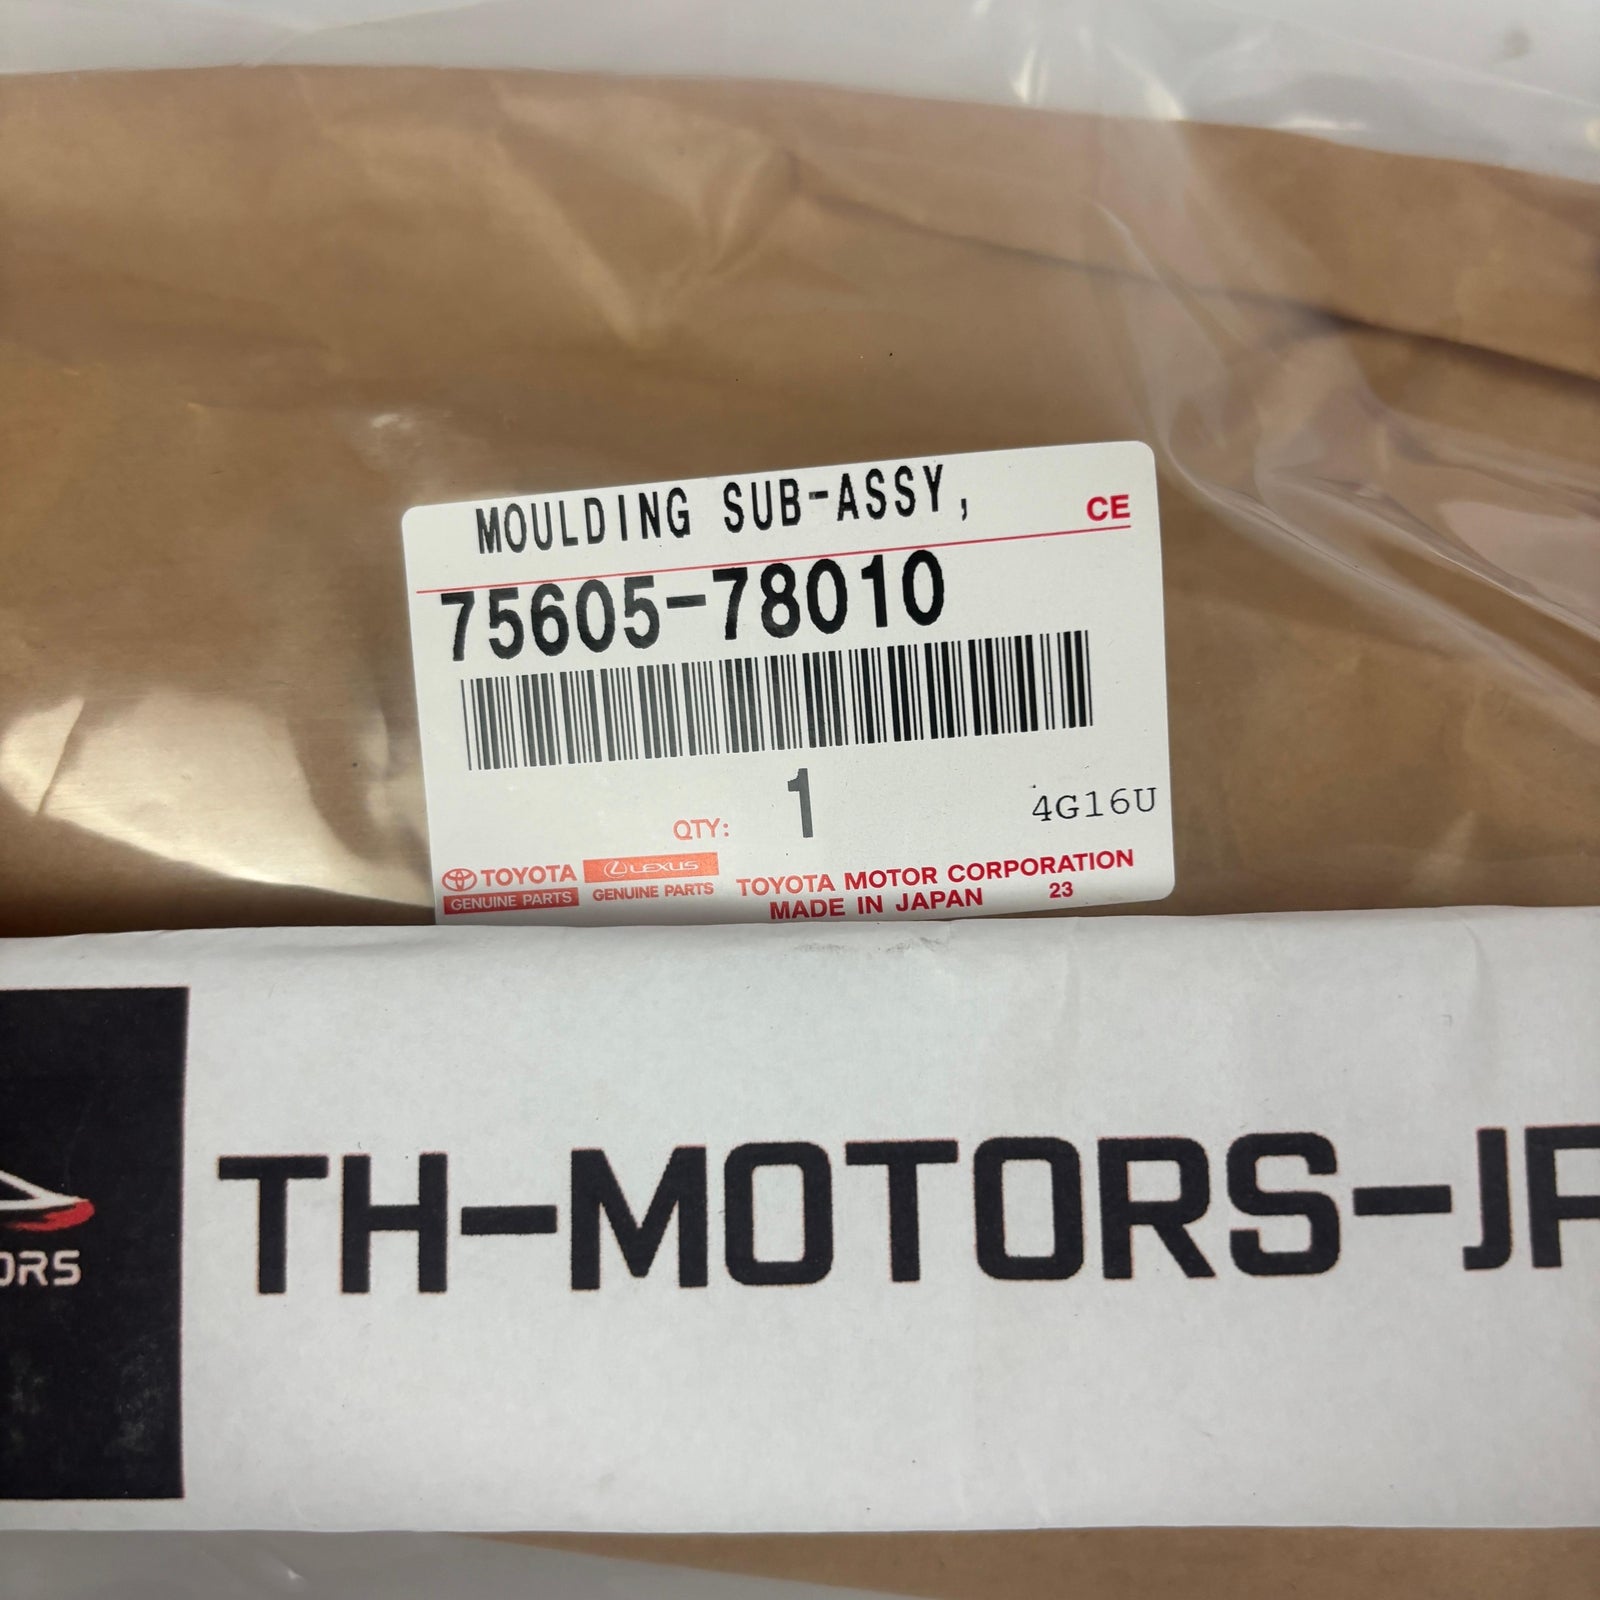 MOULDING SUB-ASSY,
CE
75605-78010
QTY: 1
4G16U
TOYOTA
GENUINE PARTS
LEXUS
GENUINE PARTS
TOYOTA MOTOR CORPORATION
MADE IN JAPAN 23
TH-MOTORS-JP
ORS